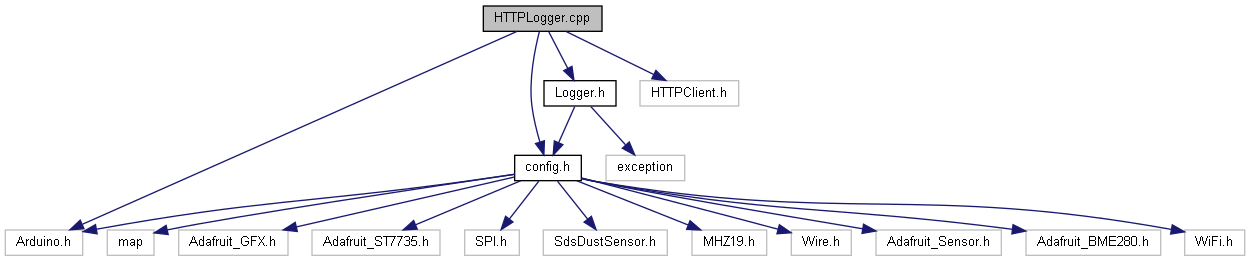 HTTPLogger.cpp
Logger.h
HTTPClient.h
config.h
exception
Arduino.h
map
Adafruit_GFX.h
Adafruit_ST7735.h
SPI.h
SdsDustSensor.h
MHZ19.h
Wire.h
Adafruit_Sensor.h
Adafruit_BME280.h
WiFi.h